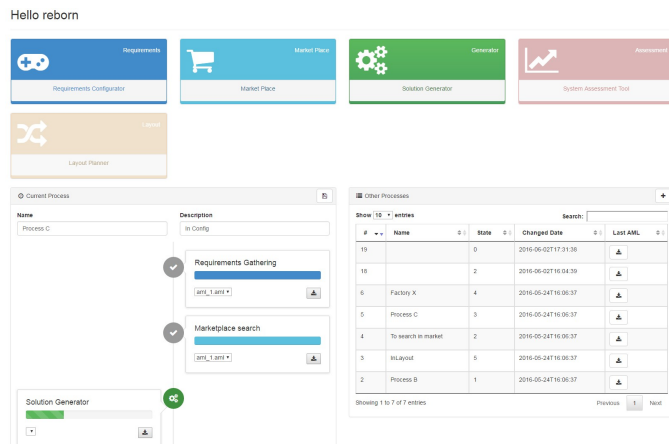 Hello reborn
Requirements
Requirements Configurator
Market Place
Market Place
Generator
Solution Generator
Assessment
System Assessment Tool
Layout
Layout Planner
Current Process
Name
Description
Process C
in Config
Requirements Gathering
aml_1.aml
Marketplace search
aml_1.aml
Solution Generator
Other Processes
Show 10 entries
Search:
# Name State Changed Date Last AML
19 0 2016-06-02T17:31:38
18 2 2016-06-02T16:04:39
6 Factory X 4 2016-05-24T16:06:37
5 Process C 3 2016-05-24T16:06:37
4 To search in market 2 2016-05-24T16:06:37
3 InLayout 5 2016-05-24T16:06:37
2 Process B 1 2016-05-24T16:06:37
Showing 1 to 7 of 7 entries
Previous 1 Next